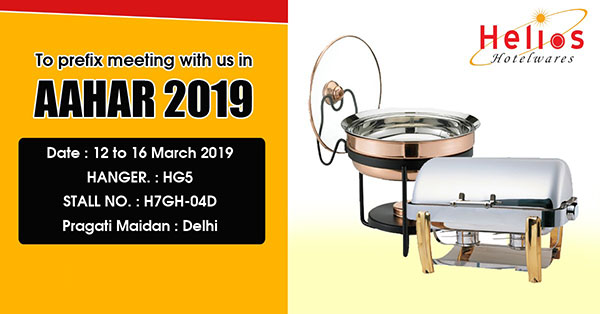 To prefix meeting with us in
AAHAR 2019
Date : 12 to 16 March 2019
HANGER. : HG5
STALL NO. : H7GH-04D
Pragati Maidan : Delhi
Helios
Hotelwares